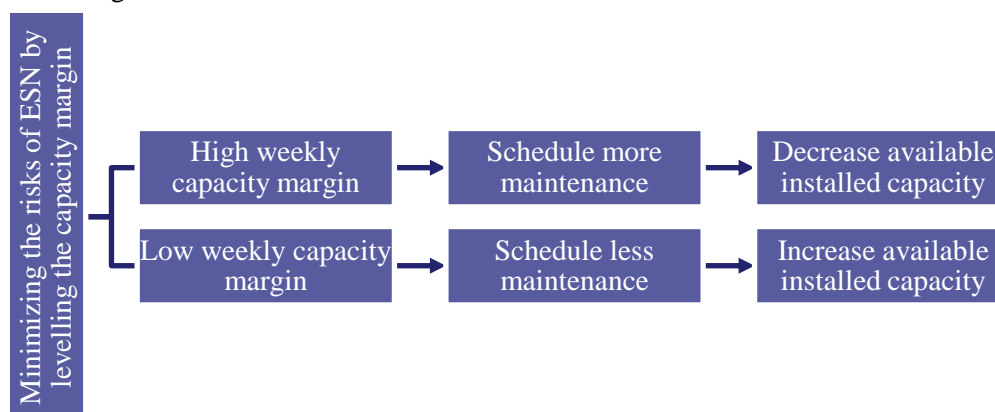 Minimizing the risks of ESN by
levelling the capacity margin
High weekly
capacity margin
Schedule more
maintenance
Decrease available
installed capacity
Low weekly capacity
margin
Schedule less
maintenance
Increase available
installed capacity